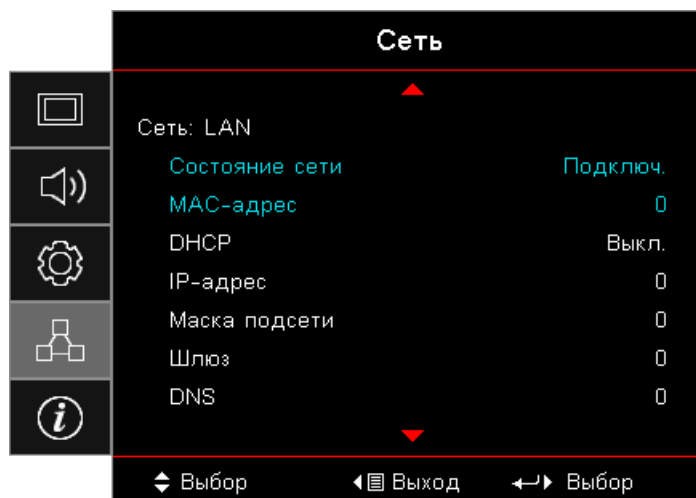 Сеть
Сеть: LAN
Состояние сети Подключ.
MAC-адрес 0
DHCP Выкл.
IP-адрес 0
Маска подсети 0
Шлюз 0
DNS 0
Выбор Выход Выбор
i